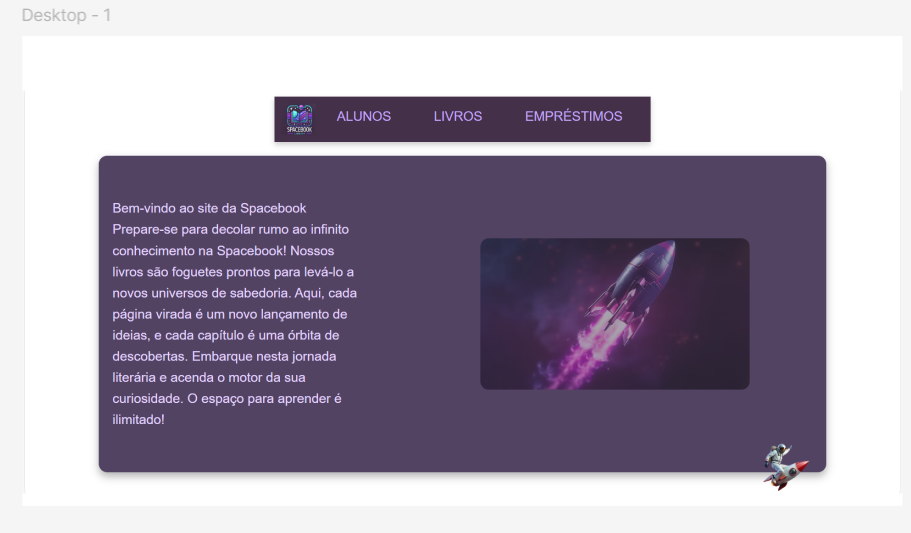 Desktop - 1
SPACEBOOK
ALUNOS LIVROS EMPRÉSTIMOS
Bem-vindo ao site da Spacebook
Prepare-se para decolar rumo ao infinito
conhecimento na Spacebook! Nossos
livros são foguetes prontos para levá-lo a
novos universos de sabedoria. Aqui, cada
página virada é um novo lançamento de
ideias, e cada capítulo é uma órbita de
descobertas. Embarque nesta jornada
literária e acenda o motor da sua
curiosidade. O espaço para aprender é
ilimitado!